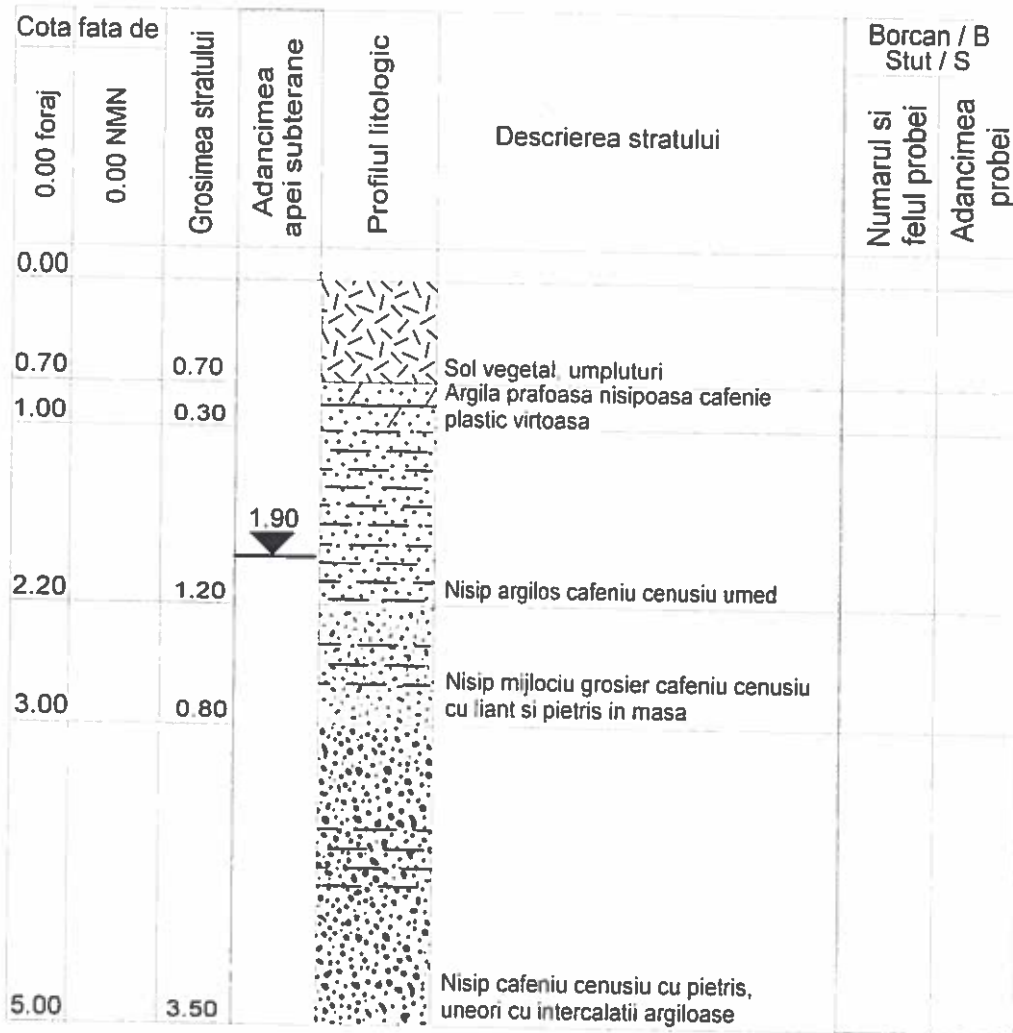 Cota fata de
0.00 foraj
0.00 NMN
Grosimea stratului
Adancimea
apei subterane
Profilul litologic
Descrierea stratului
Borcan / B
Stut / S
Numarul si
felul probei
Adancimea
probei
0.00
0.70 0.70 Sol vegetal, umpluturi
1.00 0.30 Argila prafoasa nisipoasa cafenie
plastic virtoasa
1.90
2.20 1.20 Nisip argilos cafeniu cenusiu umed
Nisip mijlociu grosier cafeniu cenusiu
3.00 0.80 cu liant si pietris in masa
Nisip cafeniu cenusiu cu pietris,
5.00 3.50 uneori cu intercalatii argiloase